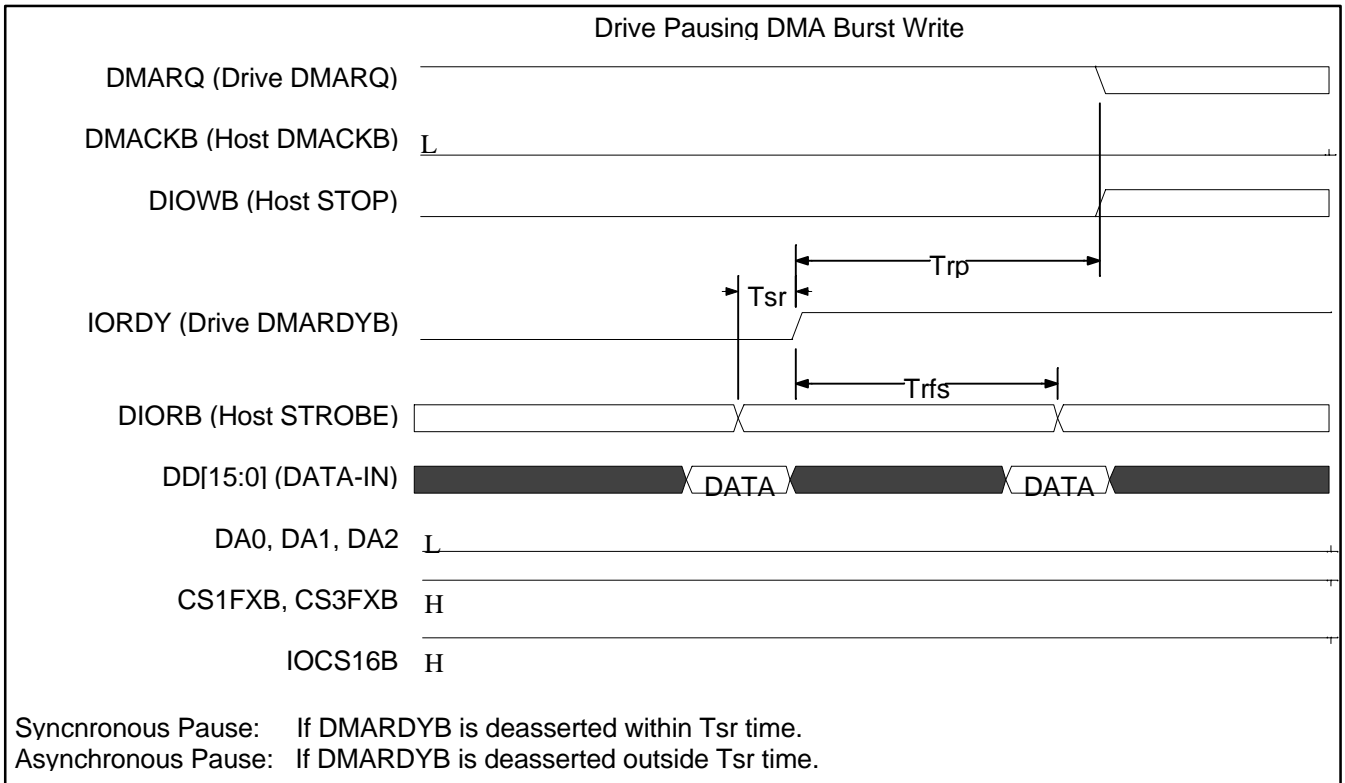 Drive Pausing DMA Burst Write
DMARQ (Drive DMARQ)
DMACKB (Host DMACKB) L
DIOWB (Host STOP)
Trp
Tsr
IORDY (Drive DMARDYB)
Trfs
DIORB (Host STROBE)
DD[15:0] (DATA-IN) DATA DATA
DA0, DA1, DA2 L
CS1FXB, CS3FXB H
IOCS16B H
Syncnronous Pause: If DMARDYB is deasserted within Tsr time.
Asynchronous Pause: If DMARDYB is deasserted outside Tsr time.